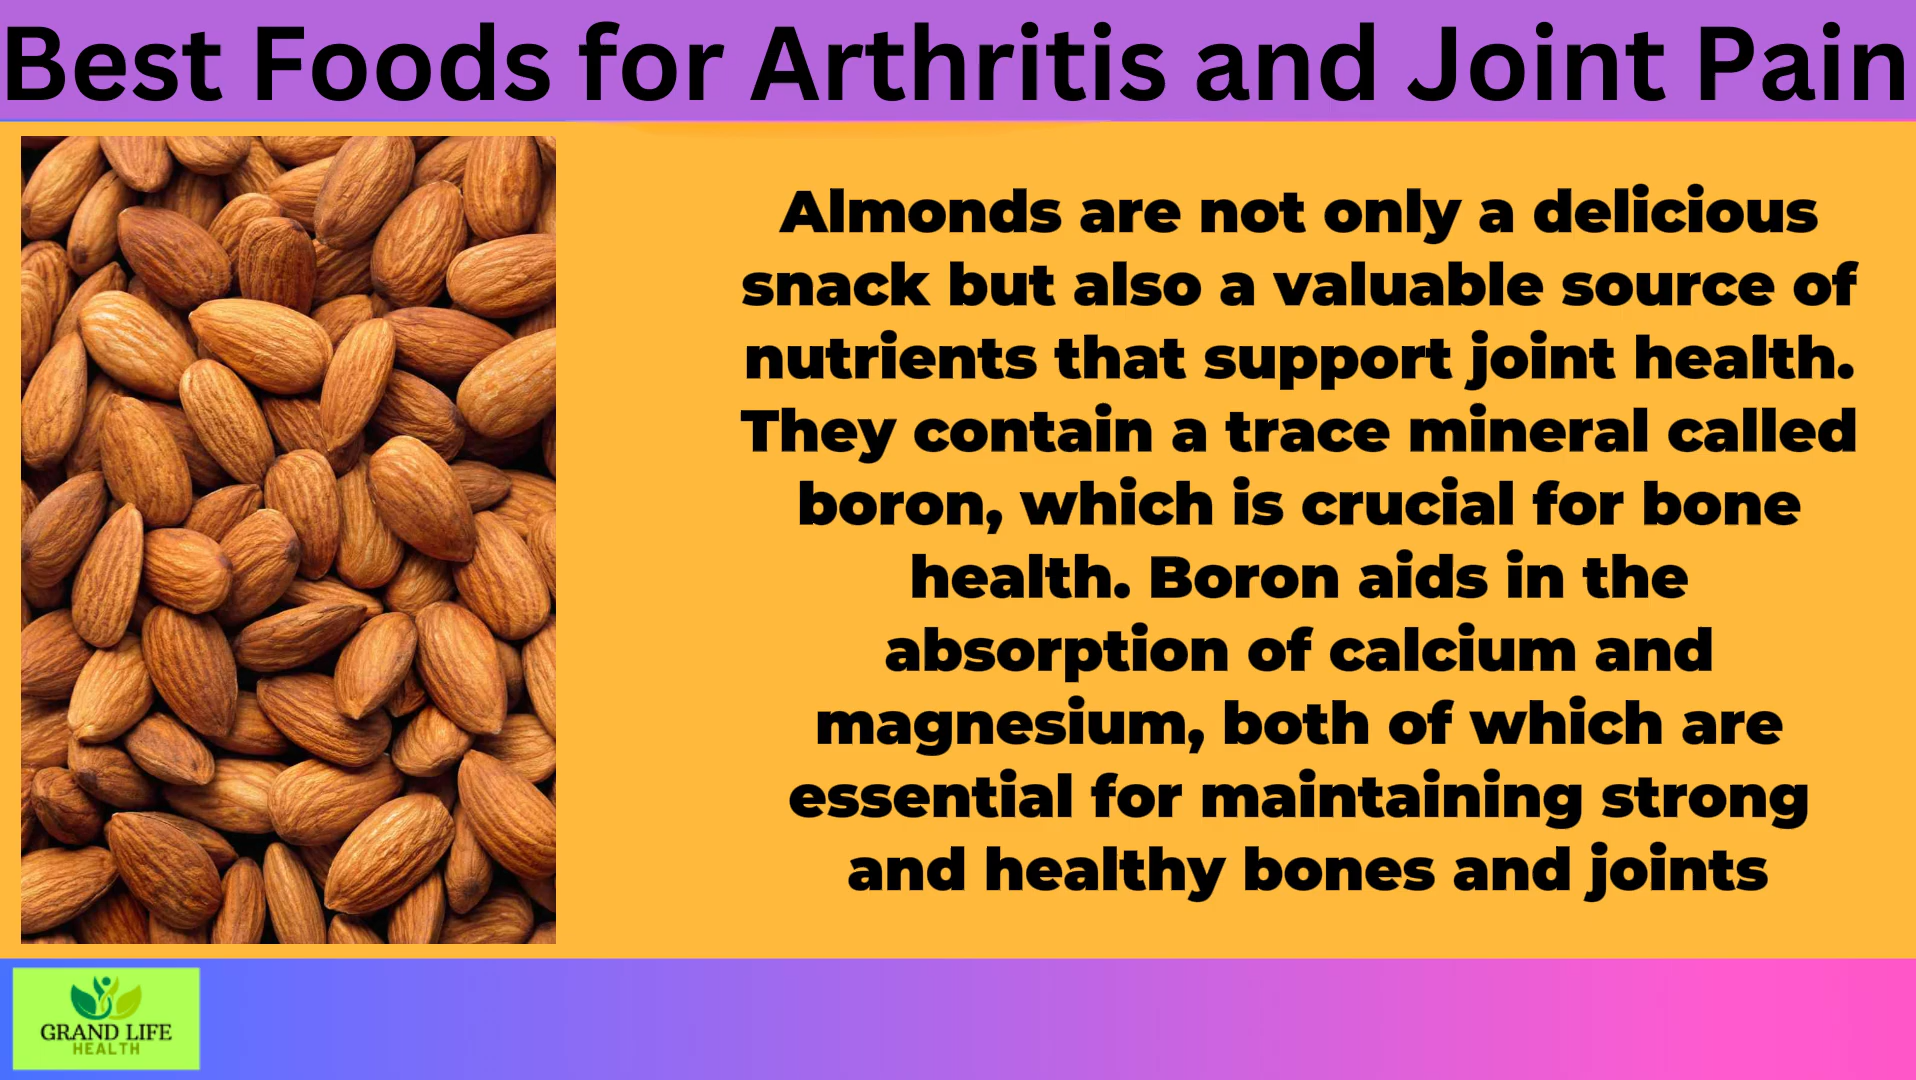 Best Foods for Arthritis and Joint Pain
Almonds are not only a delicious
snack but also a valuable source of
nutrients that support joint health.
They contain a trace mineral called
boron, which is crucial for bone
health. Boron aids in the
absorption of calcium and
magnesium, both of which are
essential for maintaining strong
and healthy bones and joints
GRAND LIFE
HEALTH